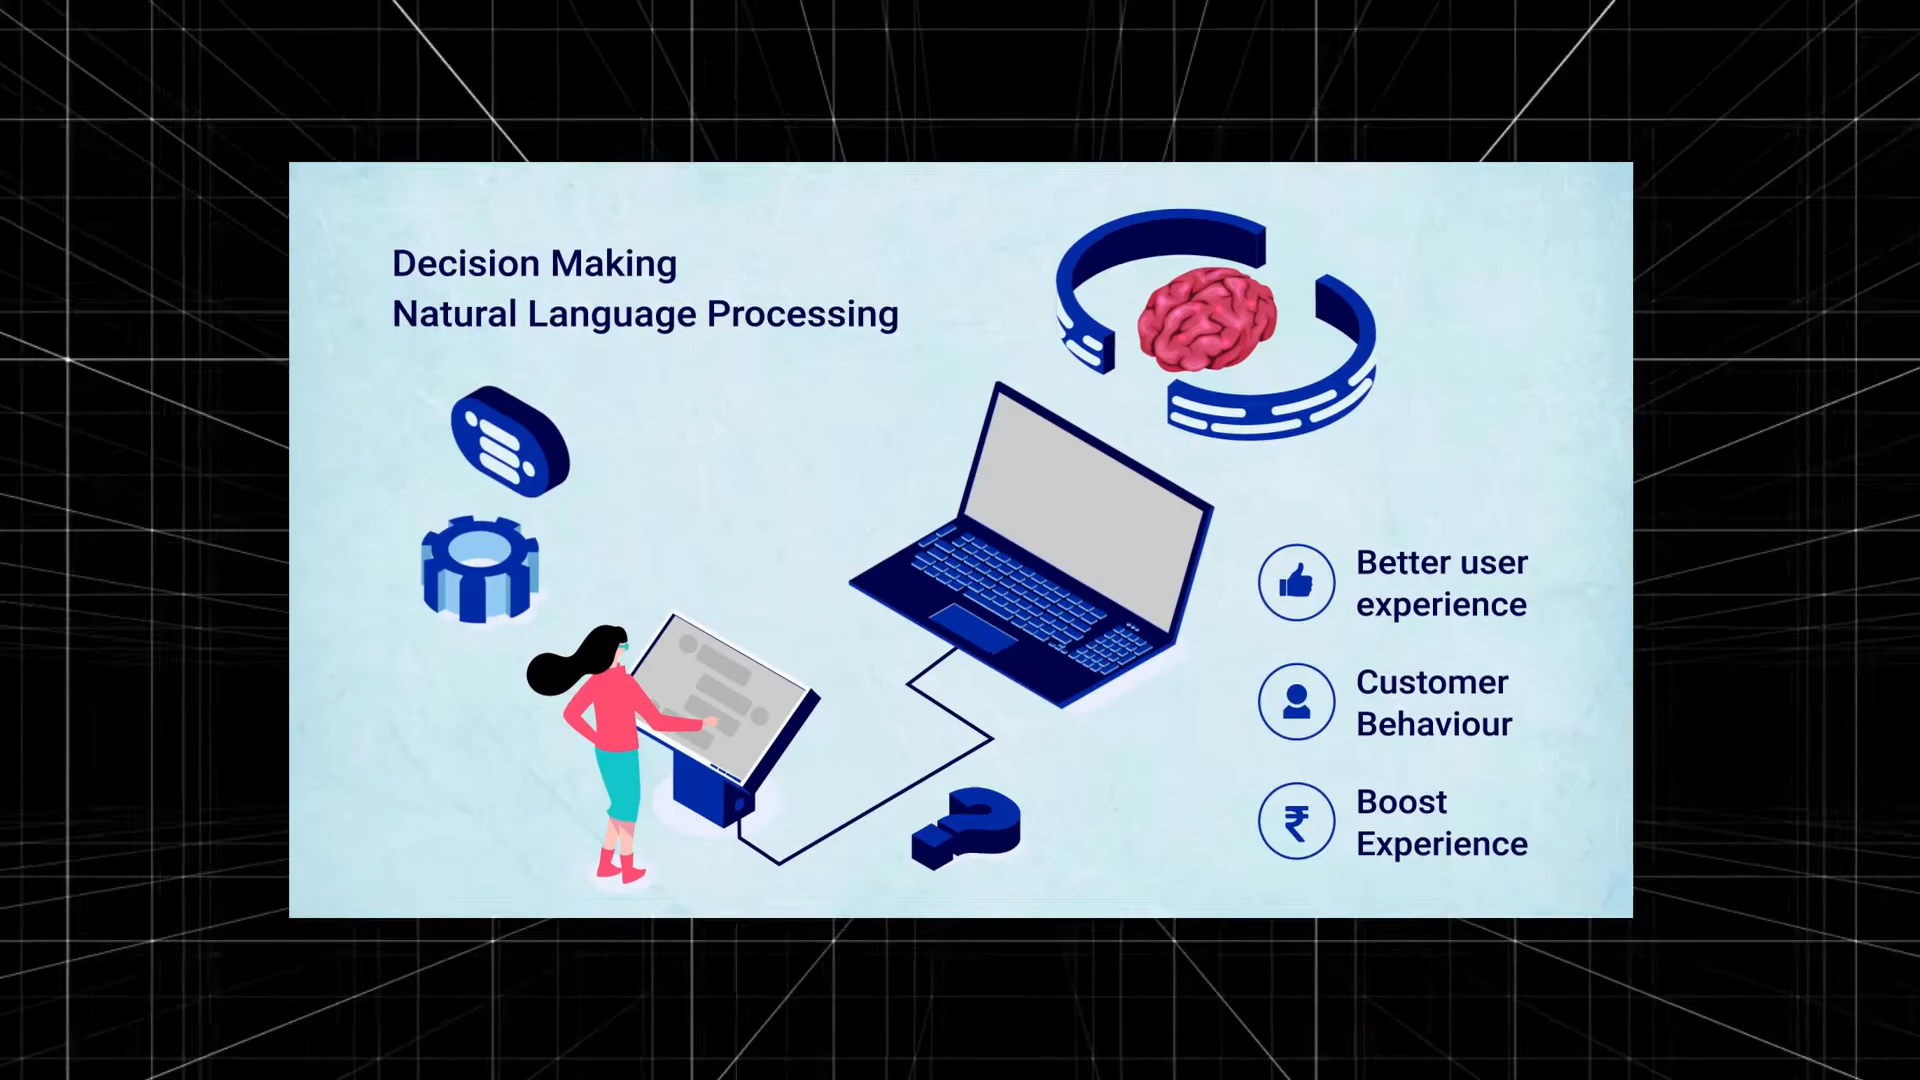 Decision Making
Natural Language Processing
Better user
experience
Customer
Behaviour
₹
Boost
Experience